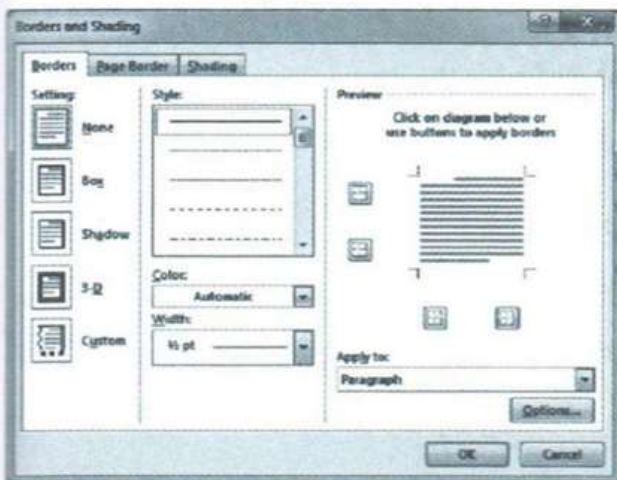 Borders and Shading
Borders
Page Border
Shading
Setting:
None
Box
Shadow
3-D
Custom
Style:
Color:
Automatic
Width:
½ pt
Preview
Click on diagram below or
use buttons to apply borders
Apply to:
Paragraph
Options...
OK
Cancel